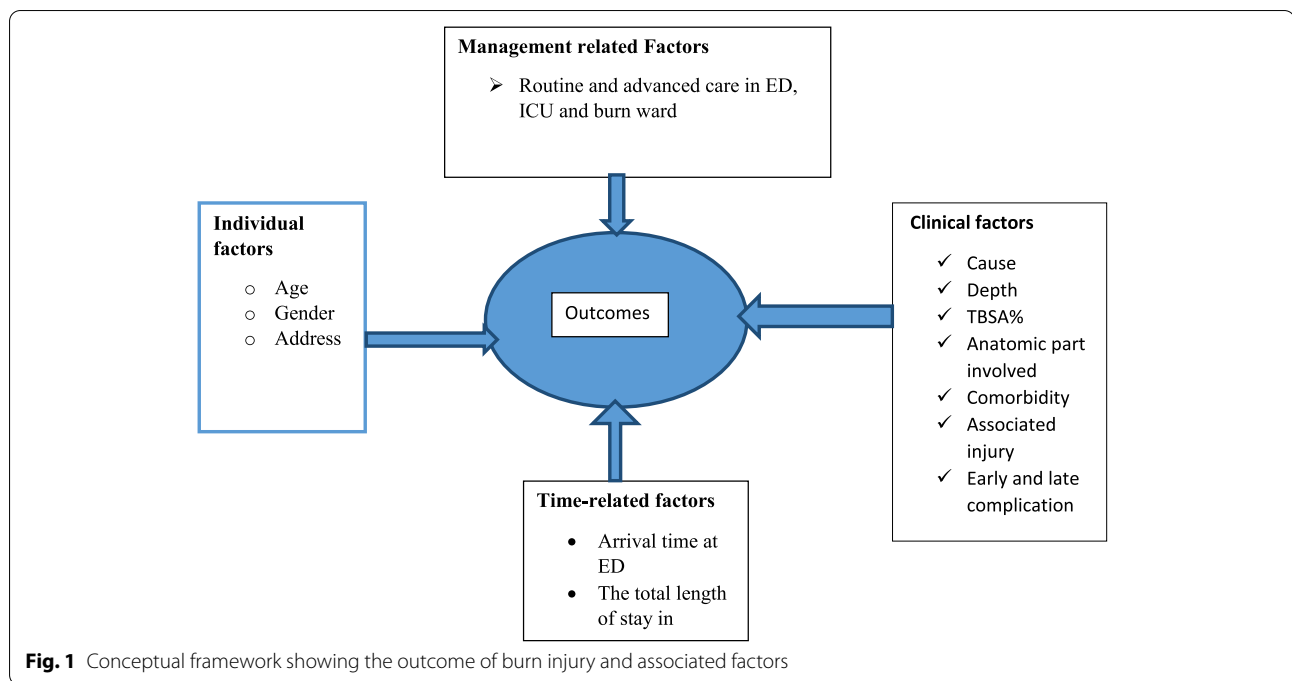 Management related Factors
➢ Routine and advanced care in ED,
ICU and burn ward
Individual
factors
o Age
o Gender
o Address
Outcomes
Clinical factors
✓ Cause
✓ Depth
✓ TBSA%
✓ Anatomic part
involved
✓ Comorbidity
✓ Associated
injury
✓ Early and late
complication
Time-related factors
• Arrival time at
ED
• The total length
of stay in
Fig. 1 Conceptual framework showing the outcome of burn injury and associated factors